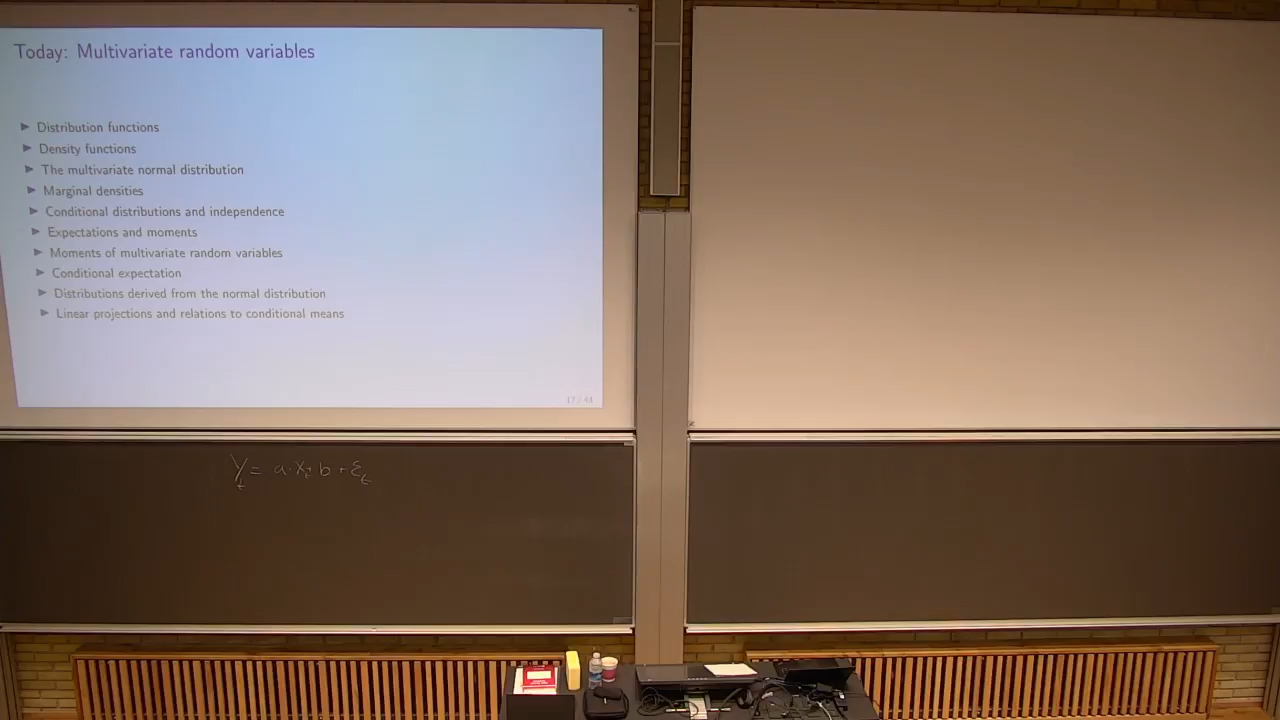 Today: Multivariate random variables
▶ Distribution functions
▶ Density functions
▶ The multivariate normal distribution
▶ Marginal densities
▶ Conditional distributions and independence
▶ Expectations and moments
▶ Moments of multivariate random variables
▶ Conditional expectation
▶ Distributions derived from the normal distribution
▶ Linear projections and relations to conditional means
17 / 44